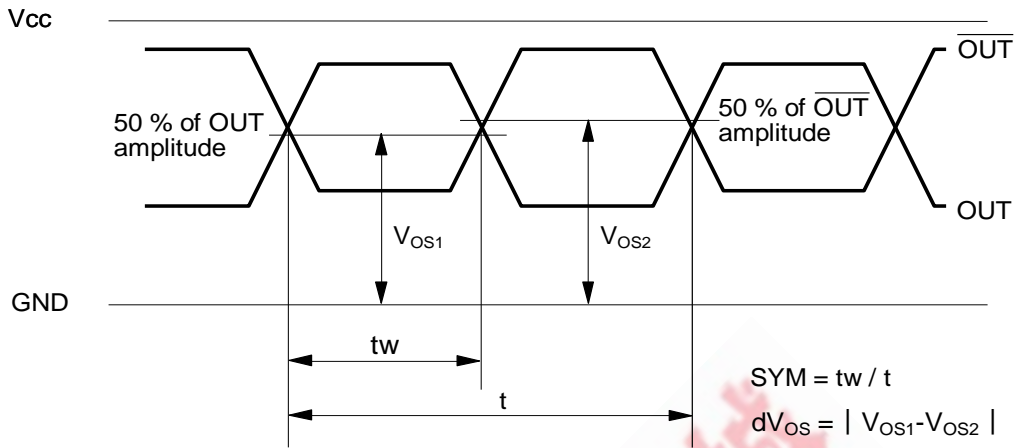 Vcc
OUT
50 % of OUT
amplitude
50 % of OUT
amplitude
OUT
VOS1
VOS2
GND
tw
t
SYM = tw / t
dVOS = | VOS1-VOS2 |